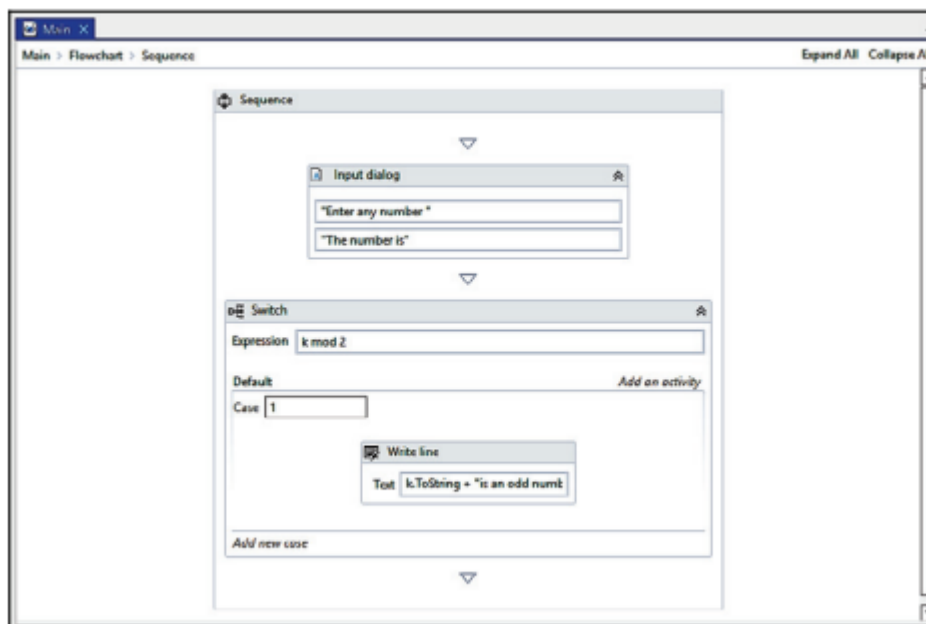 Main
Main > Flowchart > Sequence Expand All Collapse A
Sequence
Input dialog
"Enter any number "
"The number is"
Switch
Expression k mod 2
Default Add an activity
Case 1
Write line
Text k.ToString + "is an odd numb
Add new case